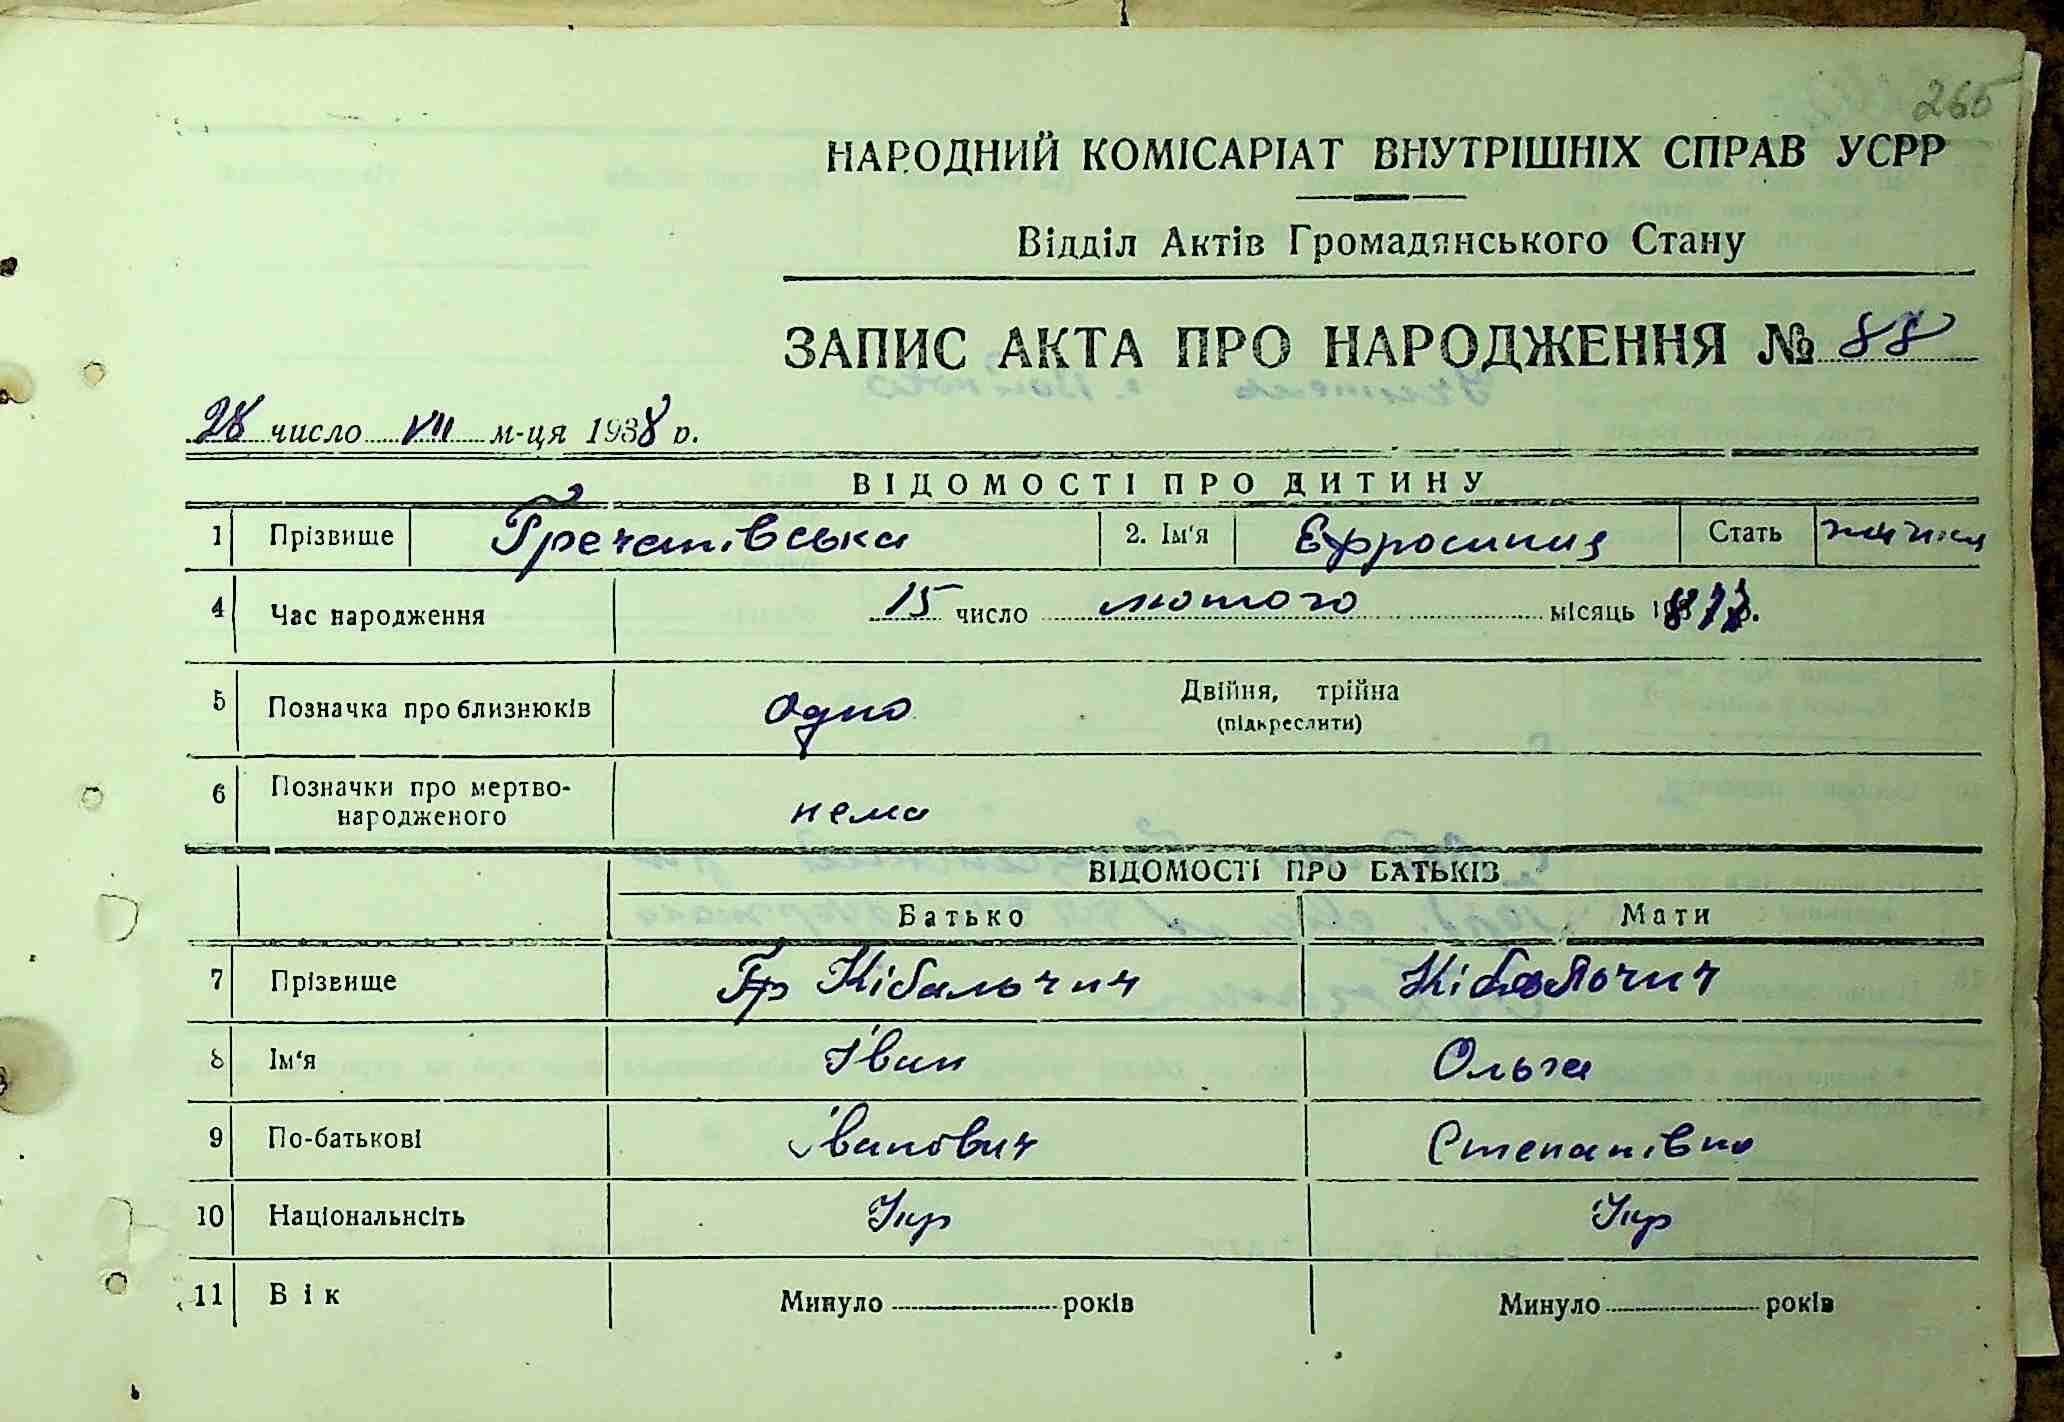 265
НАРОДНИЙ КОМІСАРІАТ ВНУТРІШНІХ СПРАВ УСРР
Відділ Актів Громадянського Стану
ЗАПИС АКТА ПРО НАРОДЖЕННЯ № 88
28 число VII м-ця 1938 р.
ВІДОМОСТІ ПРО ДИТИНУ
1 Прізвище Гречанівська 2. Ім'я Ефросиния Стать жінка
4 Час народження 15 число лютого місяць
5 Позначка про близнюків одно Двійня, трійна
(підкреслити)
6 Позначки про мертво-
народженого нема
ВІДОМОСТІ ПРО БАТЬКІВ
Батько Мати
7 Прізвище Кібальчич Кібальчич
8 Ім'я Іван Ольга
9 По-батькові Іванович Степанівна
10 Національнсіть Укр Укр
11 Вік Минуло років Минуло років